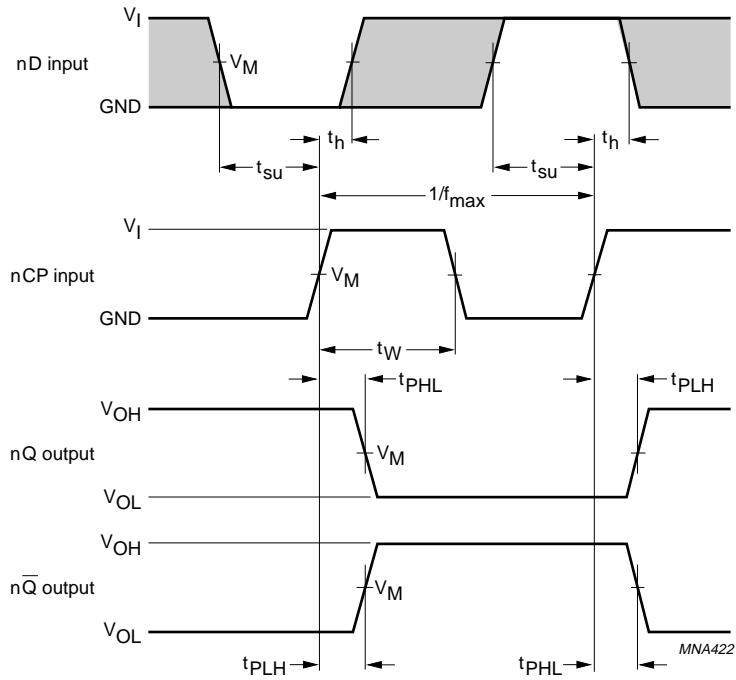 VI
nD input
VM
GND
th
th
tsu
tsu
1/fmax
VI
nCP input
VM
GND
tW
tPHL
tPLH
VOH
nQ output
VM
VOL
VOH
nQ̅ output
VM
VOL
MNA422
tPLH
tPHL